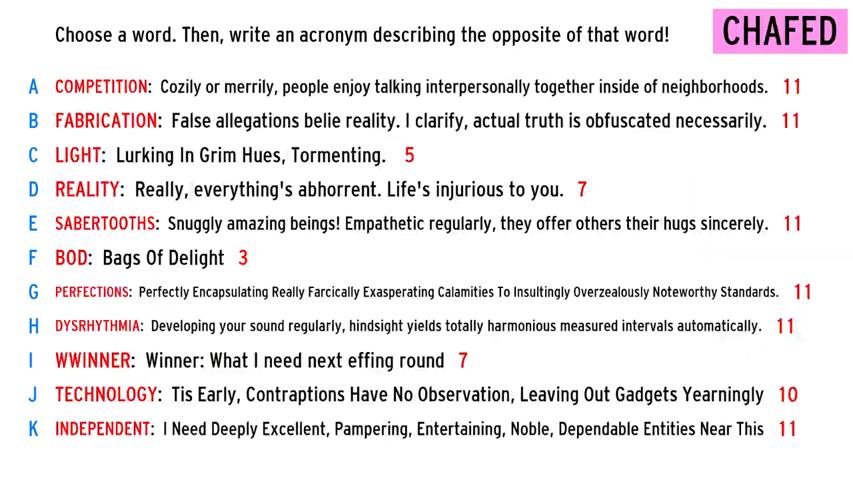 Choose a word. Then, write an acronym describing the opposite of that word! CHAFED
A COMPETITION: Cozily or merrily, people enjoy talking interpersonally together inside of neighborhoods. 11
B FABRICATION: False allegations belie reality. I clarify, actual truth is obfuscated necessarily. 11
C LIGHT: Lurking In Grim Hues, Tormenting. 5
D REALITY: Really, everything's abhorrent. Life's injurious to you. 7
E SABERTOOTHS: Snuggly amazing beings! Empathetic regularly, they offer others their hugs sincerely. 11
F BOD: Bags Of Delight 3
G PERFECTIONS: Perfectly Encapsulating Really Farcically Exasperating Calamities To Insultingly Overzealously Noteworthy Standards. 11
H DYSRHYTHMIA: Developing your sound regularly, hindsight yields totally harmonious measured intervals automatically. 11
I WWINNER: Winner: What I need next effing round 7
J TECHNOLOGY: Tis Early, Contraptions Have No Observation, Leaving Out Gadgets Yearningly 10
K INDEPENDENT: I Need Deeply Excellent, Pampering, Entertaining, Noble, Dependable Entities Near This 11